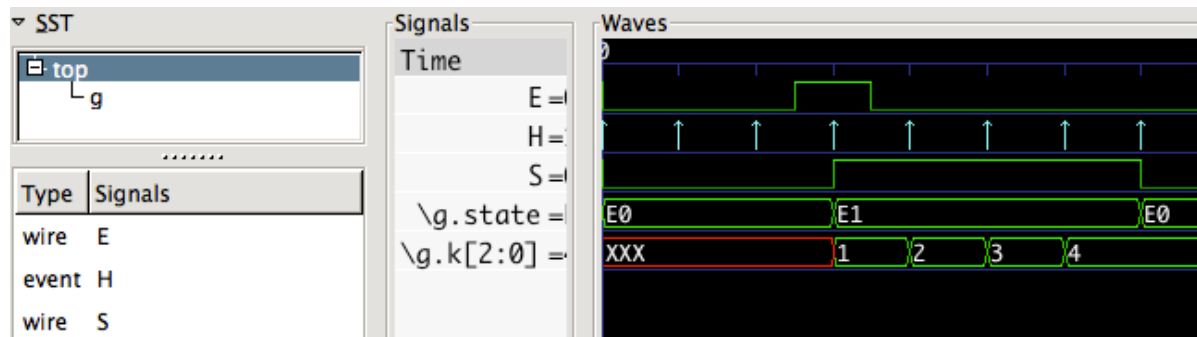 SST
top
g
Type Signals
wire E
event H
wire S
Signals
Time
E =
H =
S =
\g.state =
\g.k[2:0] =
Waves
E0 E1 E0
XXX 1 2 3 4